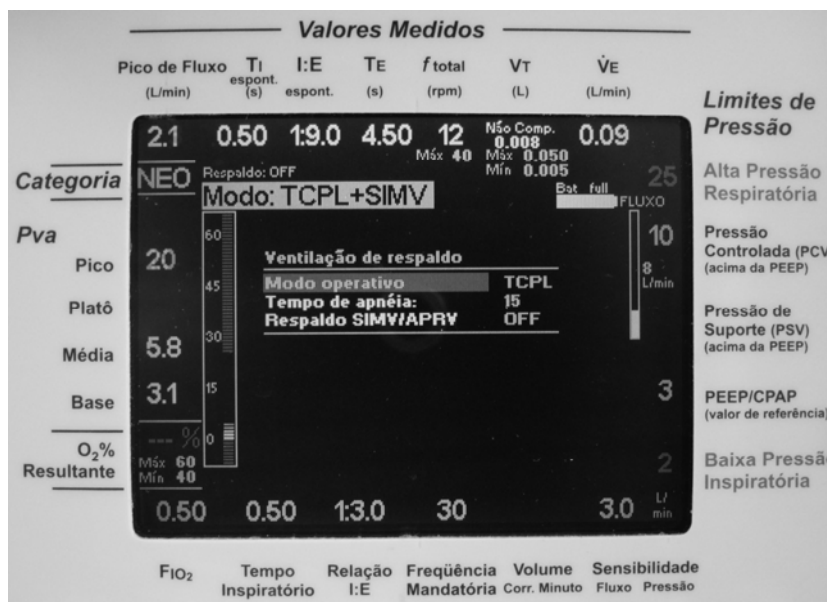 Valores Medidos
Pico de Fluxo TI I:E TE f total VT V̇E
espont.
(L/min) (s) espont. (s) (rpm) (L) (L/min)
Limites de
Pressão
2.1 0.50 1:9.0 4.50 12 Não Comp. 0.09
0.008
Máx 40 Máx 0.050
Mín 0.005
Categoria
NEO
Respaldo: OFF
Modo: TCPL+SIMV
Bat full
FLUXO
25
Alta Pressão
Respiratória
Pva
Pico 20
Platô
Média 5.8
Base 3.1
60
45
30
15
0
Ventilação de respaldo
Modo operativo TCPL
Tempo de apnéia: 15
Respaldo SIMV/APRV OFF
8
L/min
10
Pressão
Controlada (PCV
(acima da PEEP)
Pressão de
Suporte (PSV)
(acima da PEEP)
3
PEEP/CPAP
(valor de referência)
2
Baixa Pressão
Inspiratória
O2%
Resultante
--- %
Máx 60
Mín 40
0.50 0.50 1:3.0 30 3.0 L/
min
FIO2 Tempo Relação Freqüência Volume Sensibilidade
Inspiratório I:E Mandatória Corr. Minuto Fluxo Pressão